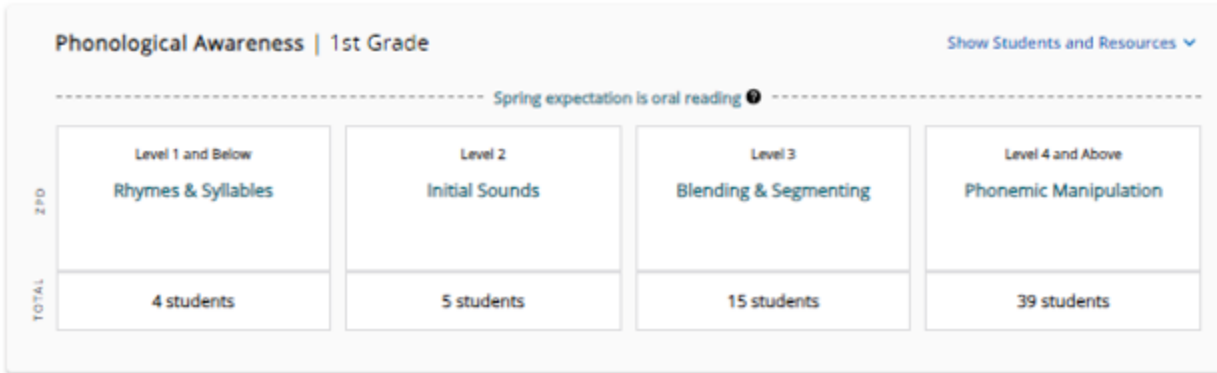 Phonological Awareness | 1st Grade
Show Students and Resources
Spring expectation is oral reading ?
ZPD
Level 1 and Below
Rhymes & Syllables
Level 2
Initial Sounds
Level 3
Blending & Segmenting
Level 4 and Above
Phonemic Manipulation
TOTAL
4 students
5 students
15 students
39 students